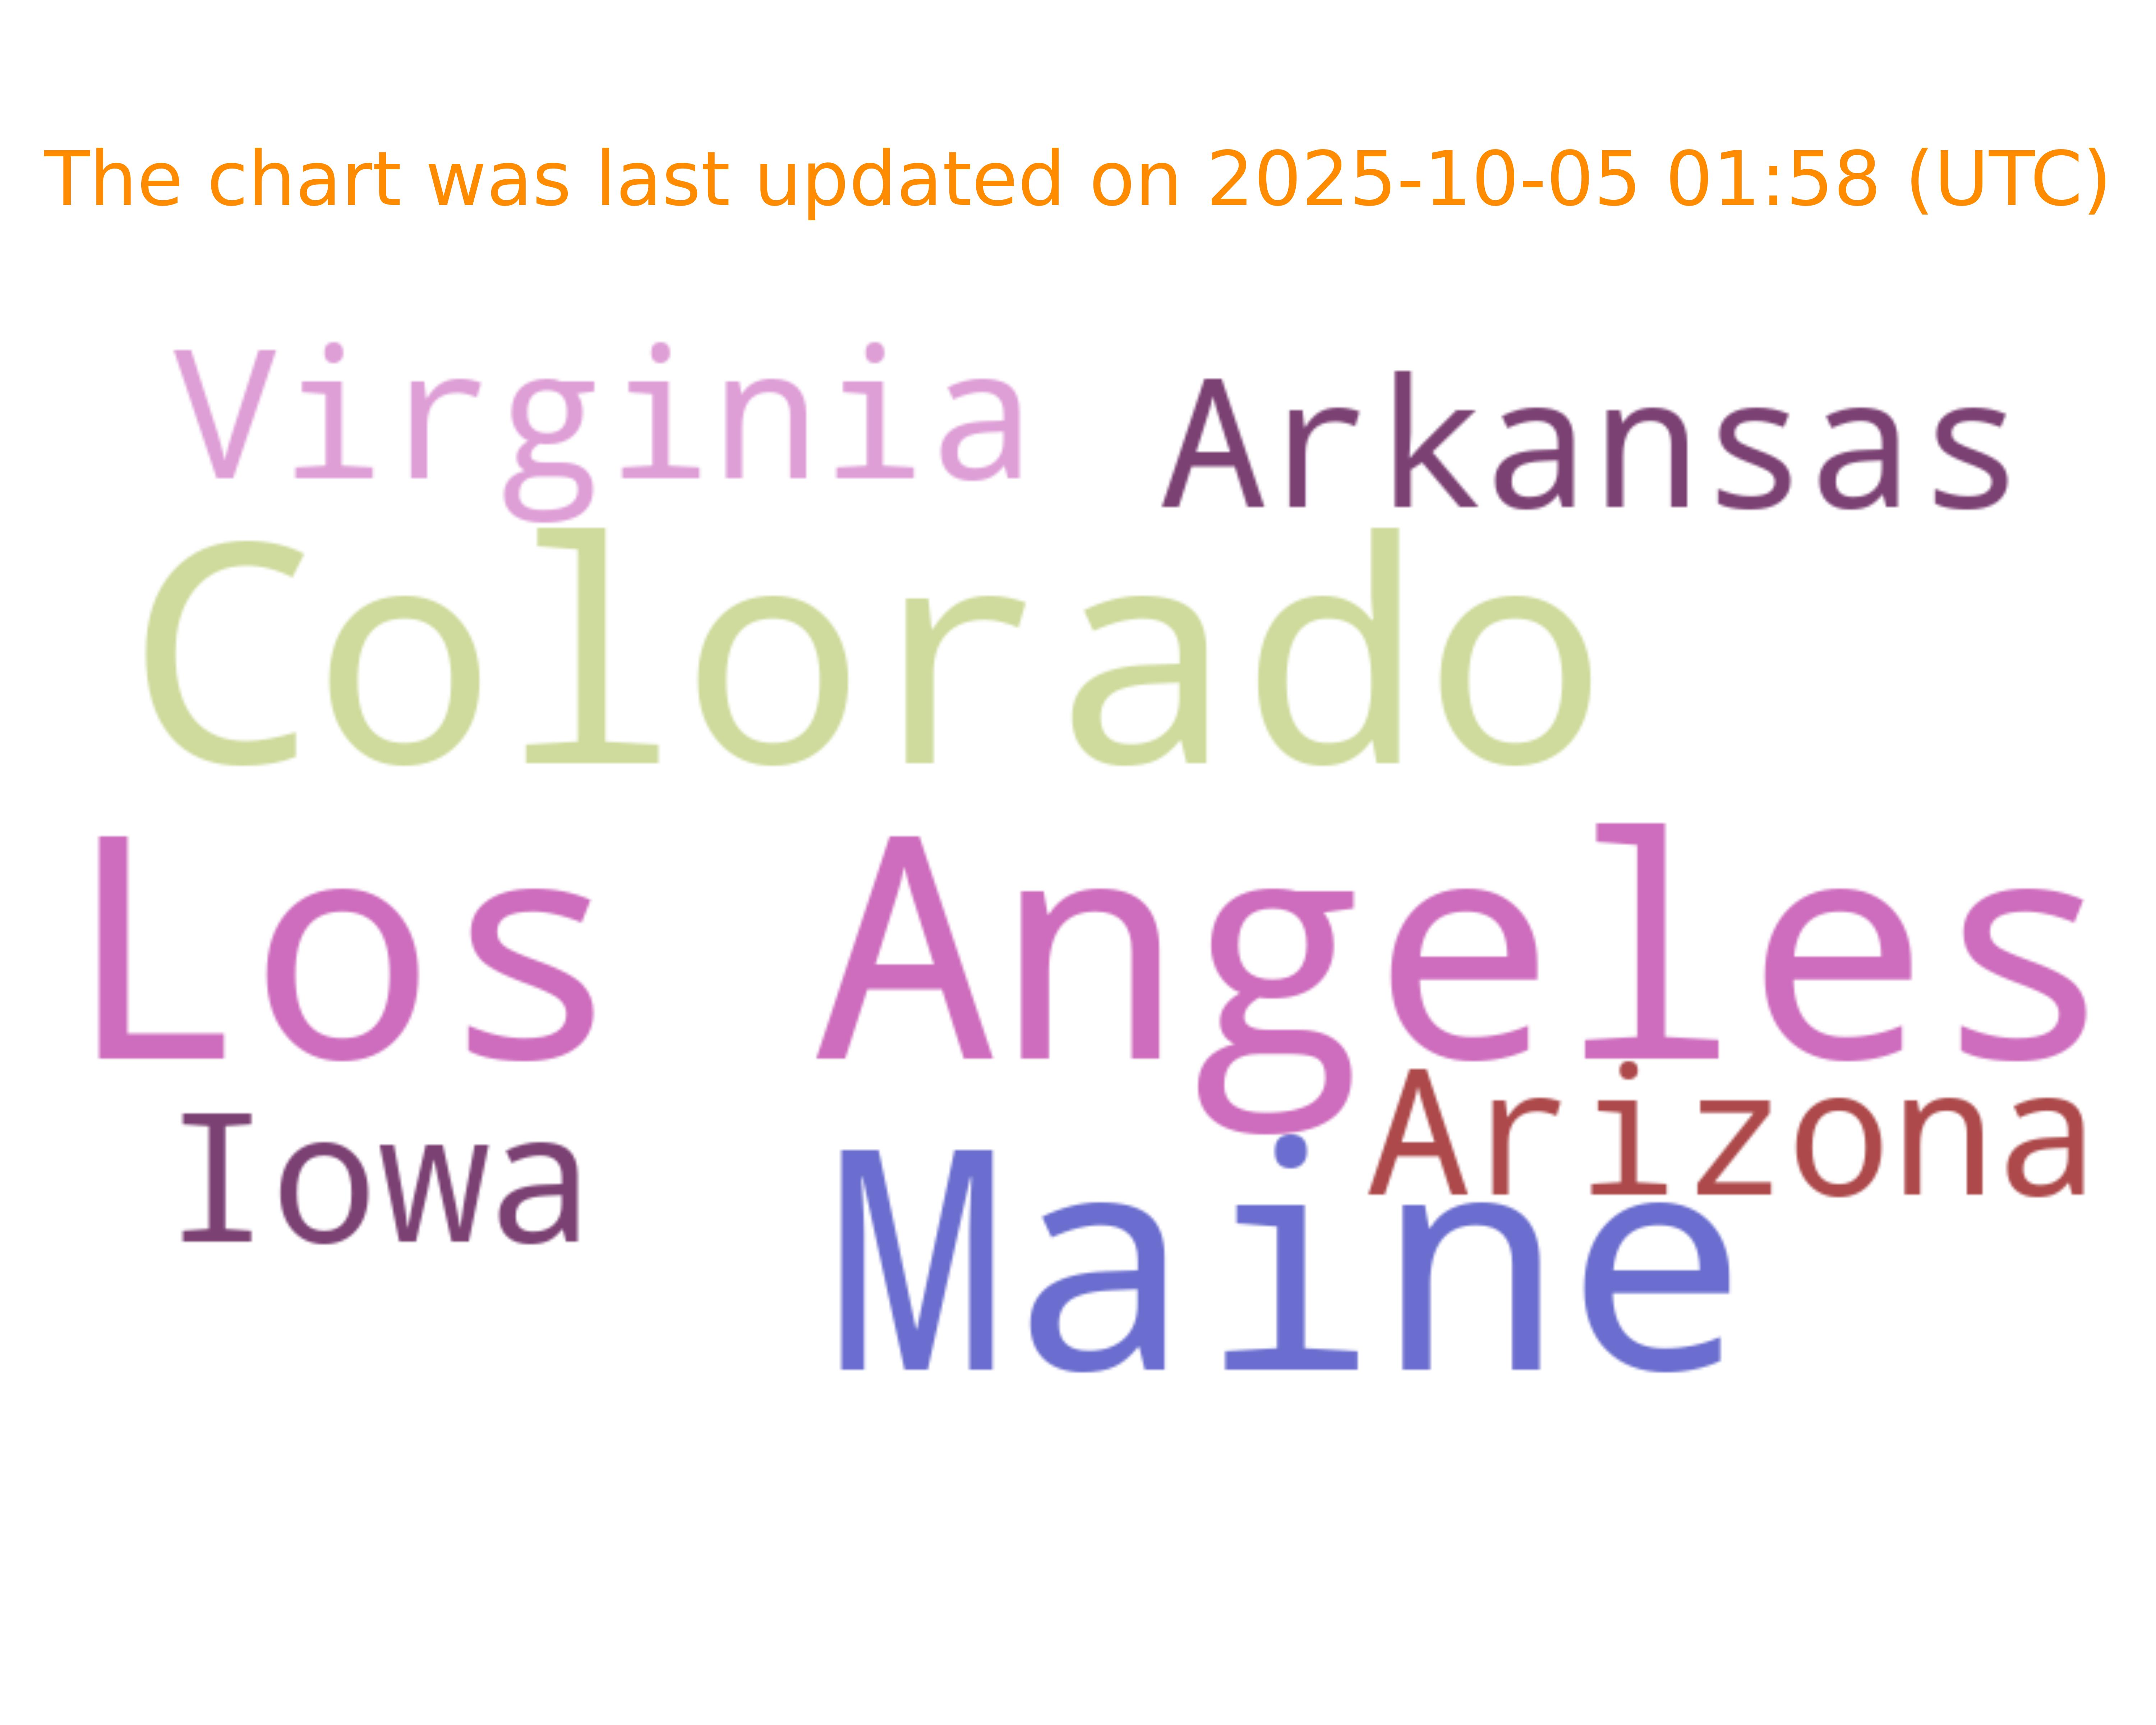 The chart was last updated on 2025-10-05 01:58 (UTC)
Virginia
Arkansas
Colorado
Los Angeles
Arizona
Iowa
Maine